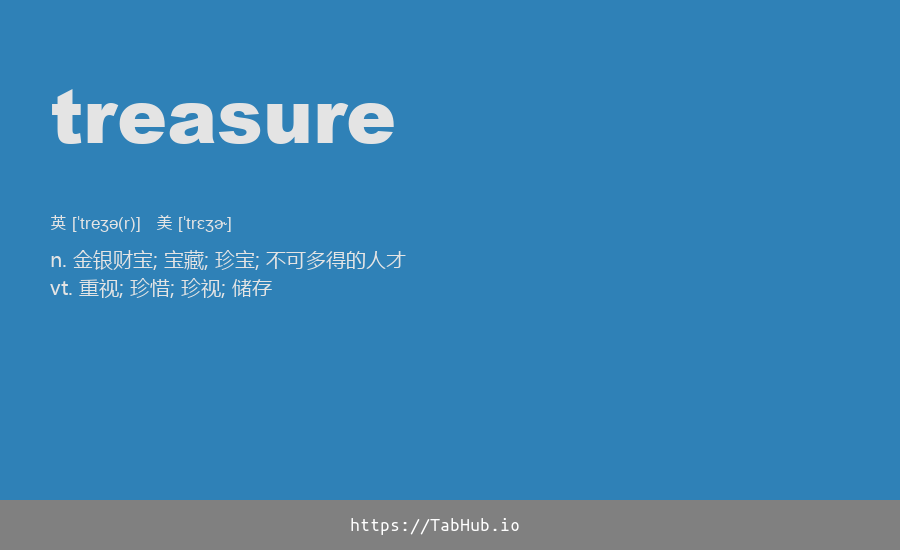 treasure
英 [ˈtreʒə(r)] 美 [ˈtrɛʒɚ]
n. 金银财宝; 宝藏; 珍宝; 不可多得的人才
vt. 重视; 珍惜; 珍视; 储存
https://TabHub.io